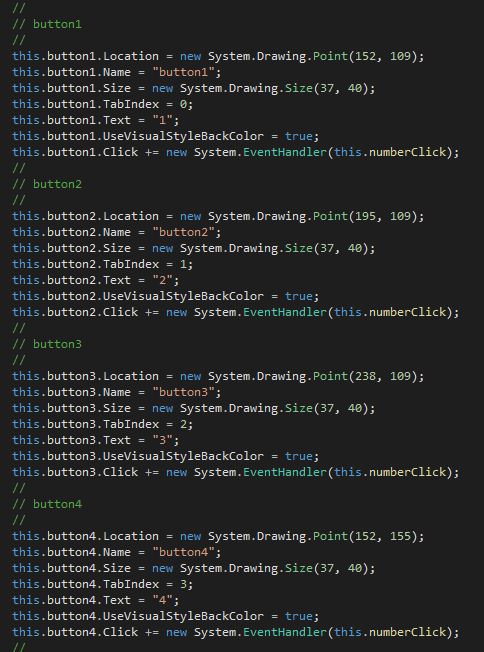 //
// button1
//
this.button1.Location = new System.Drawing.Point(152, 109);
this.button1.Name = "button1";
this.button1.Size = new System.Drawing.Size(37, 40);
this.button1.TabIndex = 0;
this.button1.Text = "1";
this.button1.UseVisualStyleBackColor = true;
this.button1.Click += new System.EventHandler(this.numberClick);
//
// button2
//
this.button2.Location = new System.Drawing.Point(195, 109);
this.button2.Name = "button2";
this.button2.Size = new System.Drawing.Size(37, 40);
this.button2.TabIndex = 1;
this.button2.Text = "2";
this.button2.UseVisualStyleBackColor = true;
this.button2.Click += new System.EventHandler(this.numberClick);
//
// button3
//
this.button3.Location = new System.Drawing.Point(238, 109);
this.button3.Name = "button3";
this.button3.Size = new System.Drawing.Size(37, 40);
this.button3.TabIndex = 2;
this.button3.Text = "3";
this.button3.UseVisualStyleBackColor = true;
this.button3.Click += new System.EventHandler(this.numberClick);
//
// button4
//
this.button4.Location = new System.Drawing.Point(152, 155);
this.button4.Name = "button4";
this.button4.Size = new System.Drawing.Size(37, 40);
this.button4.TabIndex = 3;
this.button4.Text = "4";
this.button4.UseVisualStyleBackColor = true;
this.button4.Click += new System.EventHandler(this.numberClick);
//